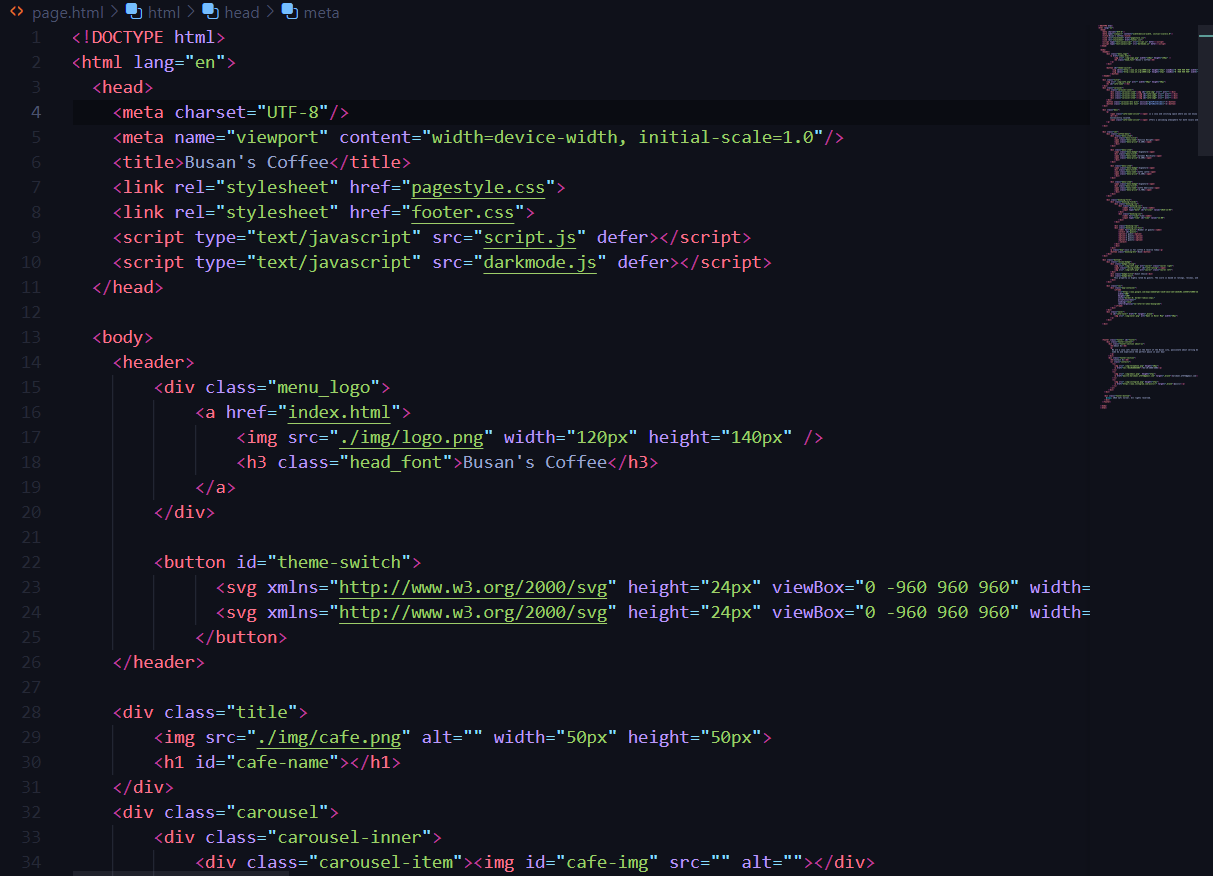 page.html > html > head > meta
1 <!DOCTYPE html>
2 <html lang="en">
3 <head>
4 <meta charset="UTF-8"/>
5 <meta name="viewport" content="width=device-width, initial-scale=1.0"/>
6 <title>Busan's Coffee</title>
7 <link rel="stylesheet" href="pagestyle.css">
8 <link rel="stylesheet" href="footer.css">
9 <script type="text/javascript" src="script.js" defer></script>
10 <script type="text/javascript" src="darkmode.js" defer></script>
11 </head>
12
13 <body>
14 <header>
15 <div class="menu_logo">
16 <a href="index.html">
17 <img src="./img/logo.png" width="120px" height="140px" />
18 <h3 class="head_font">Busan's Coffee</h3>
19 </a>
20 </div>
21
22 <button id="theme-switch">
23 <svg xmlns="http://www.w3.org/2000/svg" height="24px" viewBox="0 -960 960 960" width=
24 <svg xmlns="http://www.w3.org/2000/svg" height="24px" viewBox="0 -960 960 960" width=
25 </button>
26 </header>
27
28 <div class="title">
29 <img src="./img/cafe.png" alt="" width="50px" height="50px">
30 <h1 id="cafe-name"></h1>
31 </div>
32 <div class="carousel">
33 <div class="carousel-inner">
34 <div class="carousel-item"><img id="cafe-img" src="" alt=""></div>